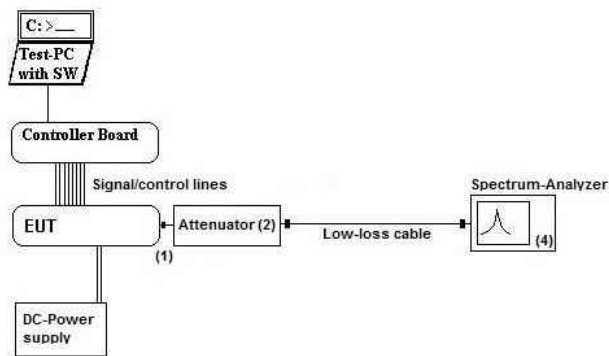 C: >__
Test-PC
with SW
Controller Board
Signal/control lines
Spectrum-Analyzer
EUT
Attenuator (2)
(1)
Low-loss cable
(4)
DC-Power
supply